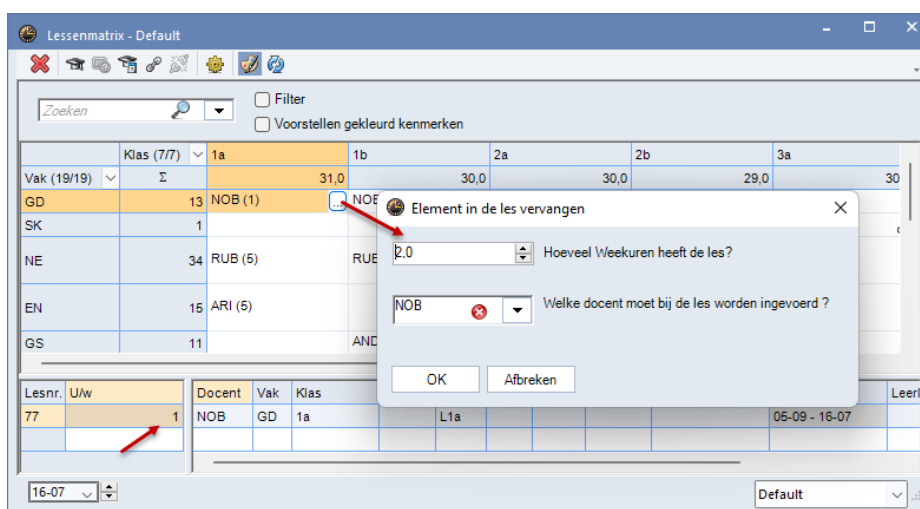 Lessenmatrix - Default
Zoeken
Filter
Voorstellen gekleurd kenmerken
Klas (7/7) 1a 1b 2a 2b 3a
Vak (19/19) Σ 31,0 30,0 30,0 29,0 30
GD 13 NOB (1) ...
SK 1
NE 34 RUB (5)
EN 15 ARI (5)
GS 11 AND
Element in de les vervangen
2,0 Hoeveel Weekuren heeft de les?
NOB Welke docent moet bij de les worden ingevoerd ?
OK Afbreken
Lesnr. U/w Docent Vak Klas
77 1 NOB GD 1a L1a 05-09 - 16-07
16-07 Default